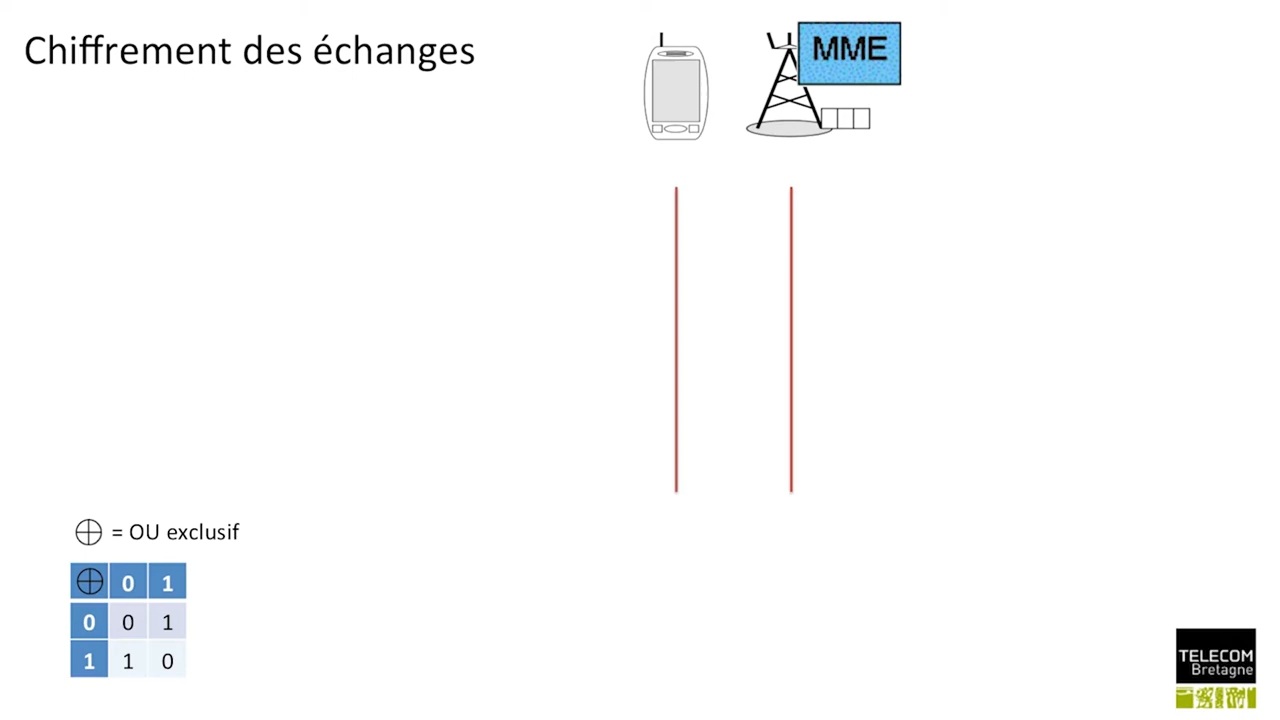 Chiffrement des échanges
MME
⊕ = OU exclusif
⊕ 0 1
0 0 1
1 1 0
TELECOM
Bretagne